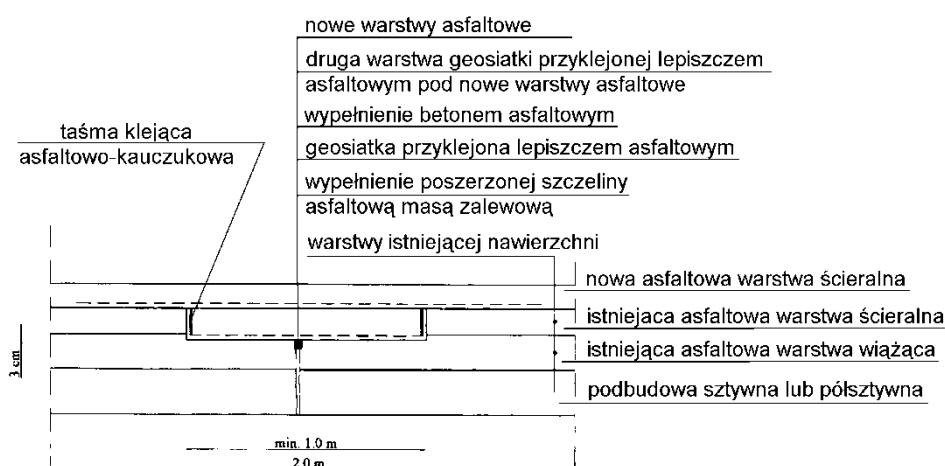 nowe warstwy asfaltowe
druga warstwa geosiatki przyklejonej lepiszczem
asfaltowym pod nowe warstwy asfaltowe
wypełnienie betonem asfaltowym
taśma klejąca
asfaltowo-kauczukowa
geosiatka przyklejona lepiszczem asfaltowym
wypełnienie poszerzonej szczeliny
asfaltową masą zalewową
warstwy istniejącej nawierzchni
nowa asfaltowa warstwa ścieralna
istniejaca asfaltowa warstwa ścieralna
istniejąca asfaltowa warstwa wiążąca
podbudowa sztywna lub półsztywna
3 cm
min. 1.0 m
2.0 m